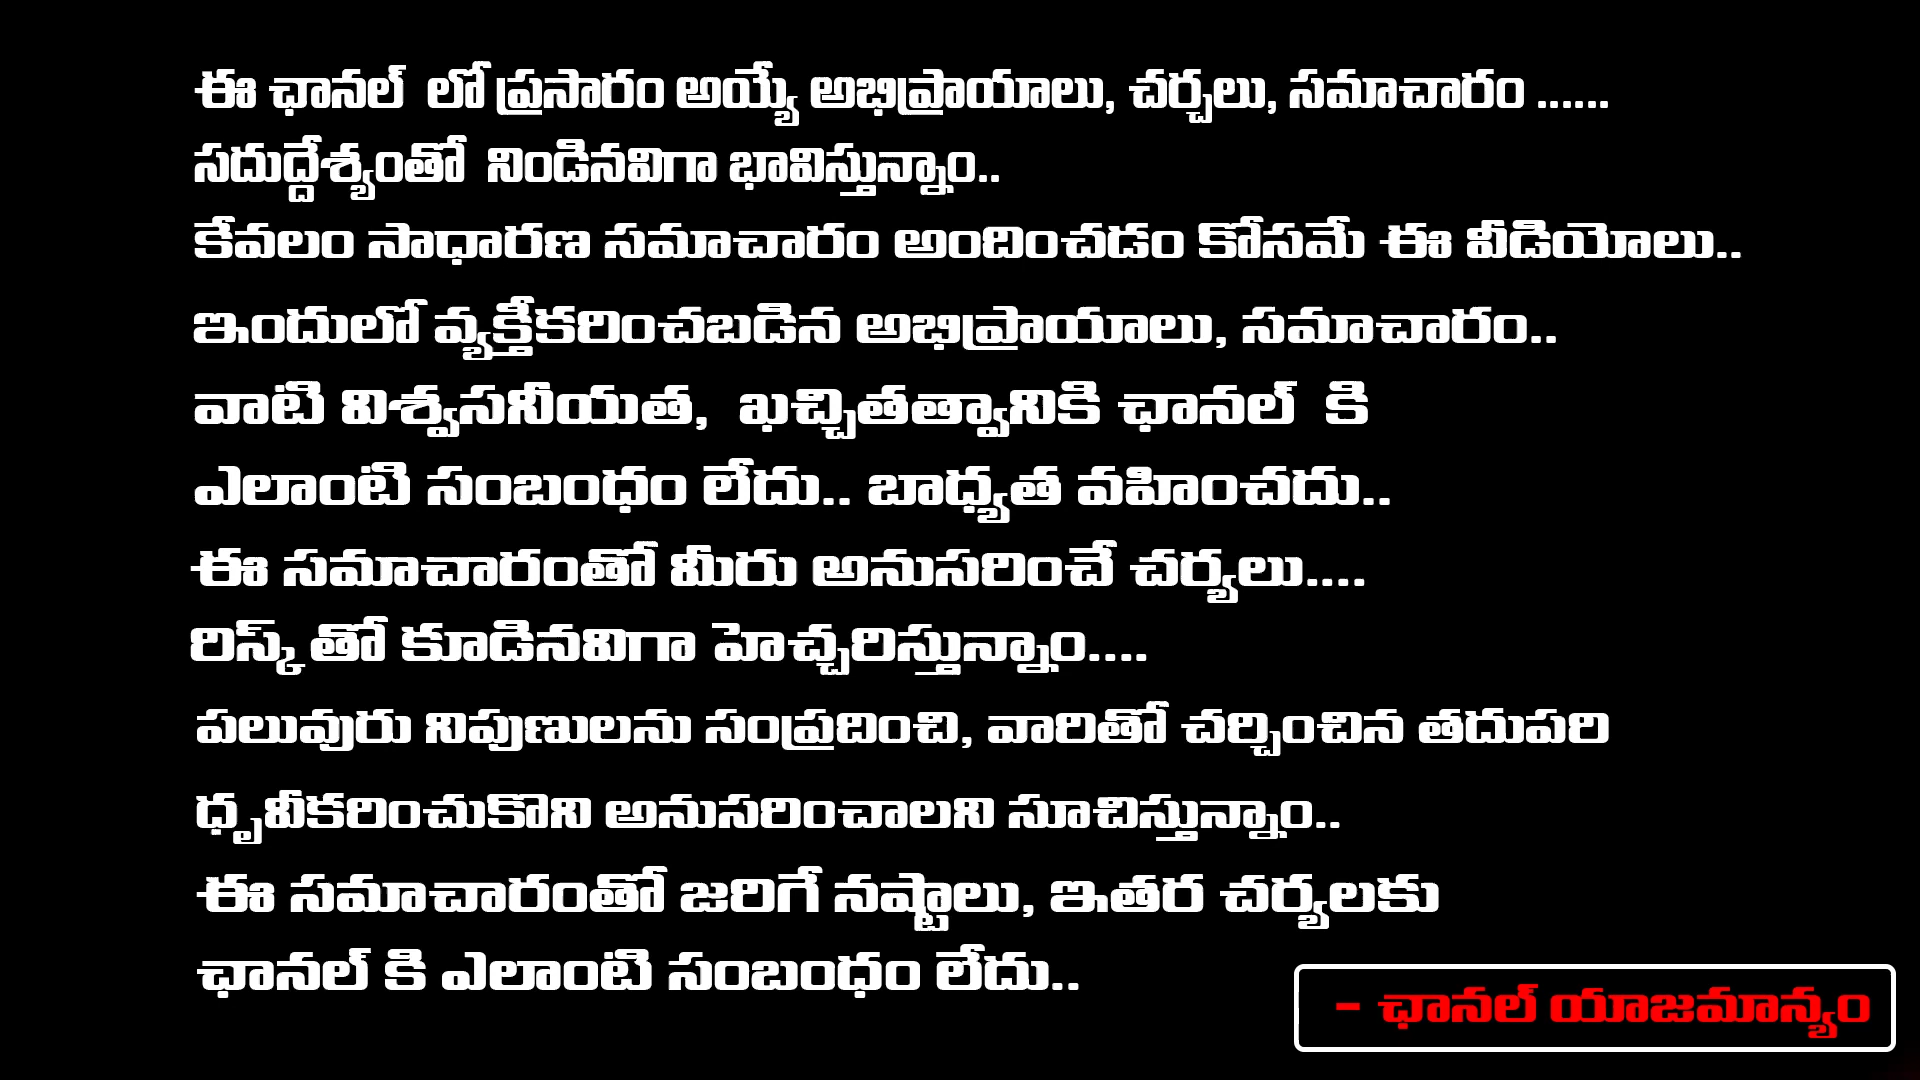 ఈ ఛానల్ లో ప్రసారం అయ్యే అభిప్రాయాలు, చర్చలు, సమాచారం ......
సదుద్దేశ్యంతో నిండినవిగా భావిస్తున్నాం..
కేవలం సాధారణ సమాచారం అందించడం కోసమే ఈ వీడియోలు..
ఇందులో వ్యక్తీకరించబడిన అభిప్రాయాలు, సమాచారం..
వాటి విశ్వసనీయత, ఖచ్చితత్వానికి ఛానల్ కి
ఎలాంటి సంబంధం లేదు.. బాధ్యత వహించదు..
ఈ సమాచారంతో మీరు అనుసరించే చర్యలు....
రిస్క్ తో కూడినవిగా హెచ్చరిస్తున్నాం....
పలువురు నిపుణులను సంప్రదించి, వారితో చర్చించిన తదుపరి
ధృవీకరించుకొని అనుసరించాలని సూచిస్తున్నాం..
ఈ సమాచారంతో జరిగే నష్టాలు, ఇతర చర్యలకు
ఛానల్ కి ఎలాంటి సంబంధం లేదు..
- ఛానల్ యాజమాన్యం